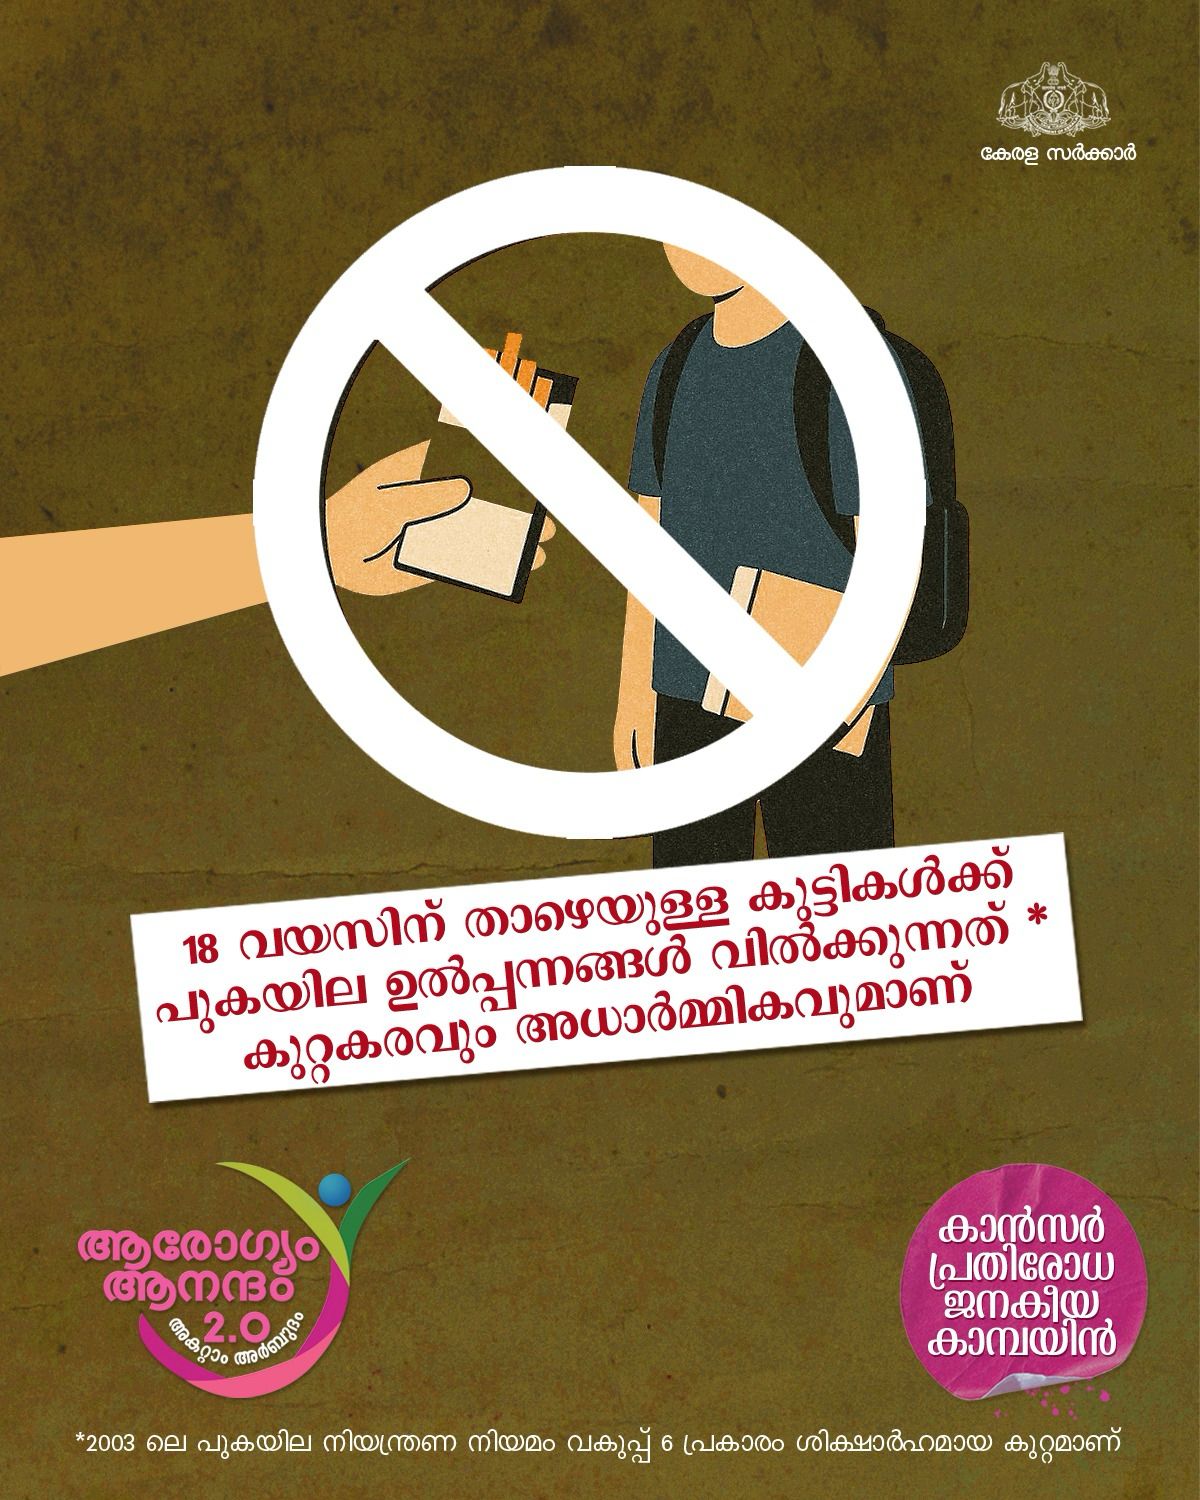 കേരള സർക്കാർ
18 വയസിന് താഴെയുള്ള കുട്ടികൾക്ക്
പുകയില ഉൽപ്പന്നങ്ങൾ വിൽക്കുന്നത് *
കുറ്റകരവും അധാർമ്മികവുമാണ്
ആരോഗ്യം
ആനന്ദം
2.0
അകറ്റാം അർബുദം
കാൻസർ
പ്രതിരോധ
ജനകീയ
കാമ്പയിൻ
*2003 ലെ പുകയില നിയന്ത്രണ നിയമം വകുപ്പ് 6 പ്രകാരം ശിക്ഷാർഹമായ കുറ്റമാണ്